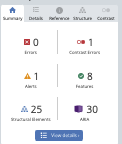 Summary Details Reference Structure Contrast
0 1
Errors Contrast Errors
1 8
Alerts Features
25 30
Structural Elements ARIA
View details ›